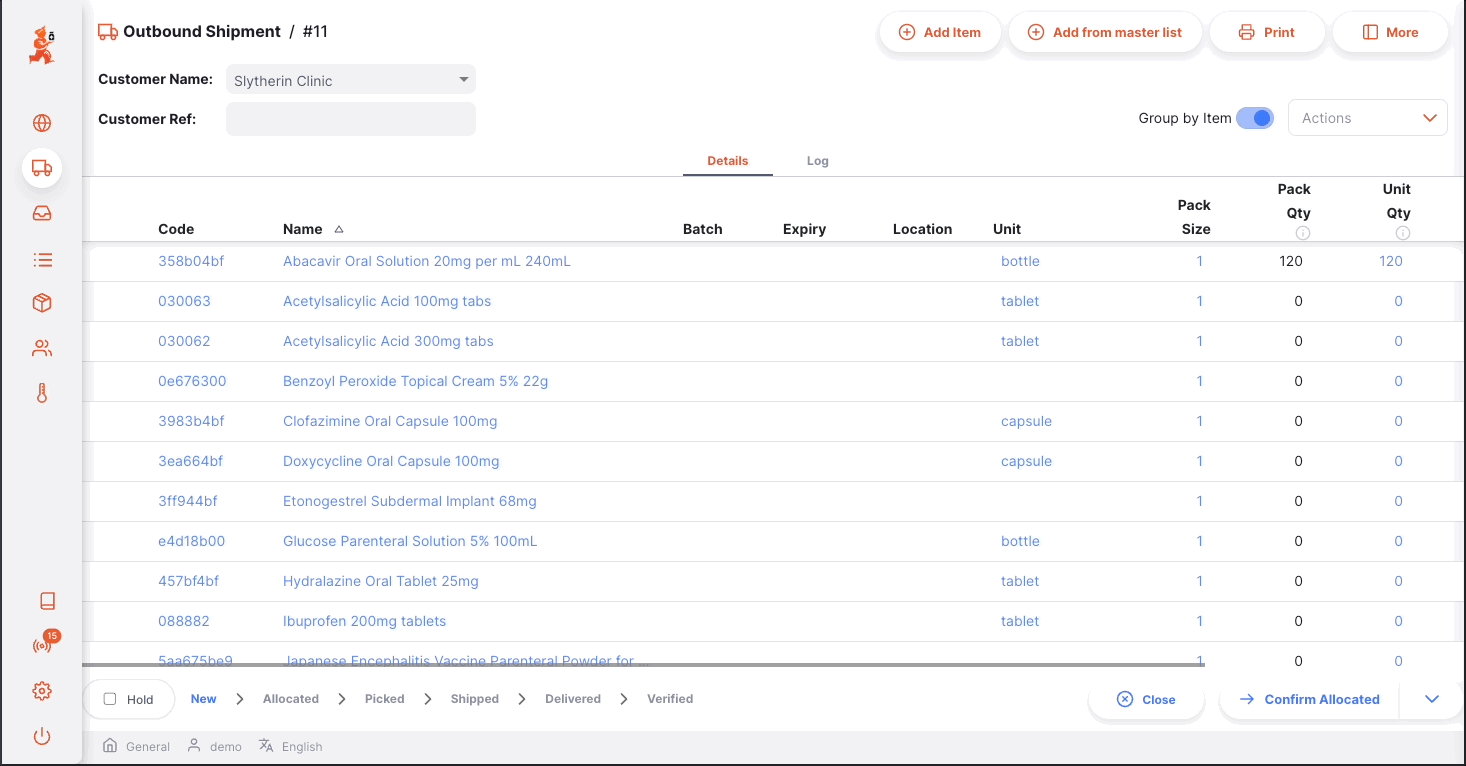 Outbound Shipment / #11
Add Item
Add from master list
Print
More
Customer Name: Slytherin Clinic
Customer Ref:
Group by Item
Actions
Details Log
Code Name Batch Expiry Location Unit Pack Size Pack Qty Unit Qty
358b04bf Abacavir Oral Solution 20mg per mL 240mL bottle 1 120 120
030063 Acetylsalicylic Acid 100mg tabs tablet 1 0 0
030062 Acetylsalicylic Acid 300mg tabs tablet 1 0 0
0e676300 Benzoyl Peroxide Topical Cream 5% 22g 1 0 0
3983b4bf Clofazimine Oral Capsule 100mg capsule 1 0 0
3ea664bf Doxycycline Oral Capsule 100mg capsule 1 0 0
3ff944bf Etonogestrel Subdermal Implant 68mg 1 0 0
e4d18b00 Glucose Parenteral Solution 5% 100mL bottle 1 0 0
457bf4bf Hydralazine Oral Tablet 25mg tablet 1 0 0
088882 Ibuprofen 200mg tablets tablet 1 0 0
5aa675be9 Japanese Encephalitis Vaccine Parenteral Powder for ... 1 0 0
15
Hold New Allocated Picked Shipped Delivered Verified Close Confirm Allocated
General demo English